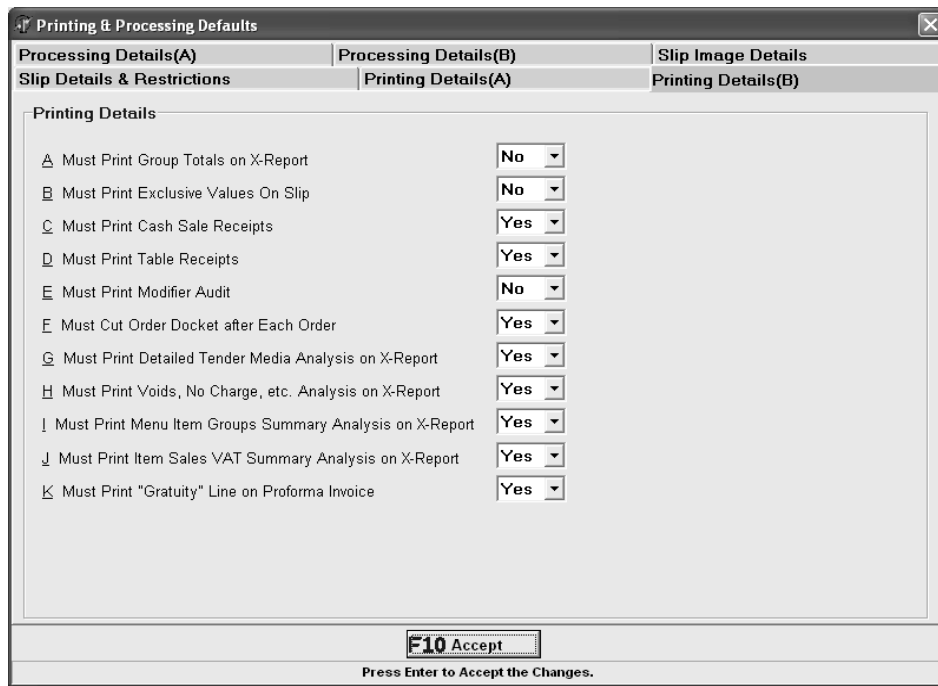 Printing & Processing Defaults
Processing Details(A) Processing Details(B) Slip Image Details
Slip Details & Restrictions Printing Details(A) Printing Details(B)
Printing Details
A Must Print Group Totals on X-Report No
B Must Print Exclusive Values On Slip No
C Must Print Cash Sale Receipts Yes
D Must Print Table Receipts Yes
E Must Print Modifier Audit No
F Must Cut Order Docket after Each Order Yes
G Must Print Detailed Tender Media Analysis on X-Report Yes
H Must Print Voids, No Charge, etc. Analysis on X-Report Yes
I Must Print Menu Item Groups Summary Analysis on X-Report Yes
J Must Print Item Sales VAT Summary Analysis on X-Report Yes
K Must Print "Gratuity" Line on Proforma Invoice Yes
F10 Accept
Press Enter to Accept the Changes.